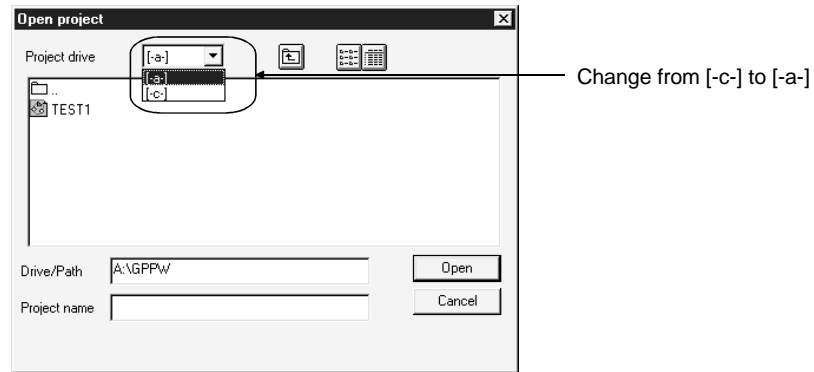 Open project
Project drive [-a-]
[-a-]
[-c-]
Change from [-c-] to [-a-]
..
TEST1
Drive/Path A:\GPPW Open
Project name Cancel